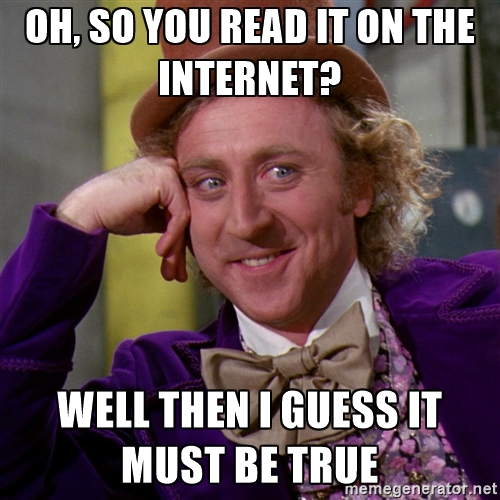 OH, SO YOU READ IT ON THE
INTERNET?
WELL THEN I GUESS IT
MUST BE TRUE
memegenerator.net